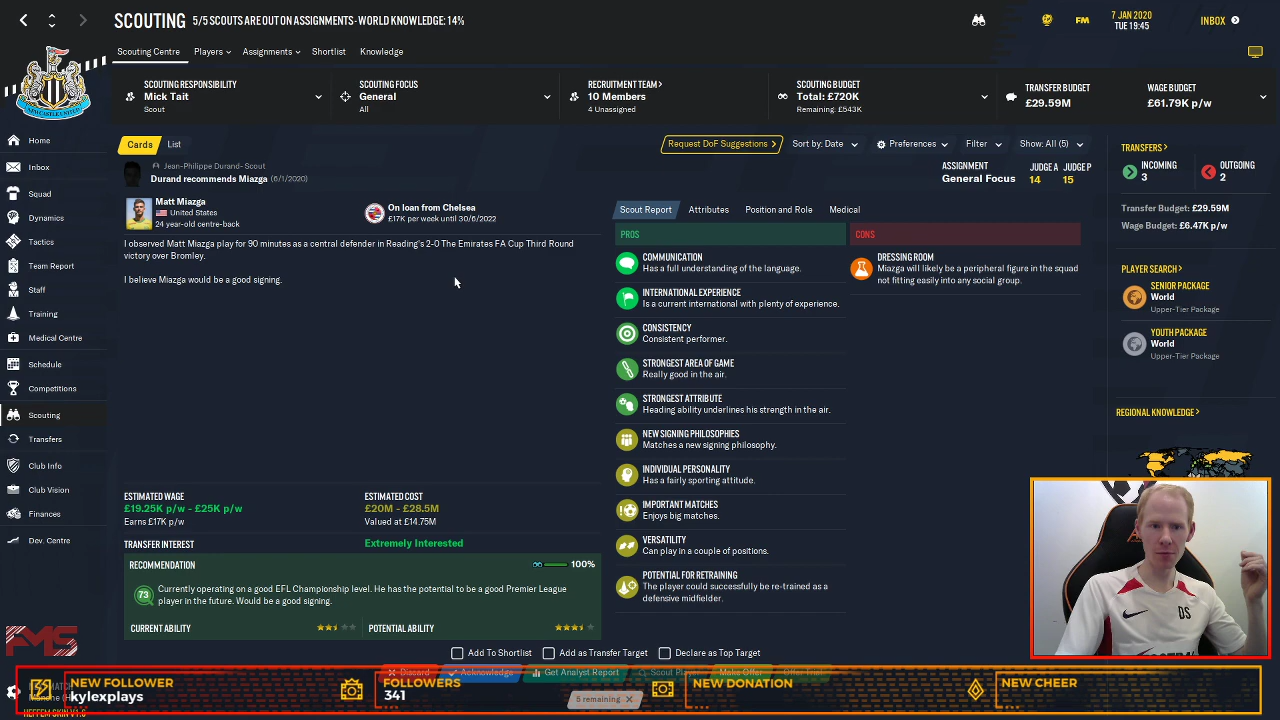 SCOUTING 5/5 SCOUTS ARE OUT ON ASSIGNMENTS - WORLD KNOWLEDGE: 14%
FM
7 JAN 2020
TUE 19:45
INBOX
Scouting Centre Players Assignments Shortlist Knowledge
SCOUTING RESPONSIBILITY
Mick Tait
Scout
SCOUTING FOCUS
General
All
RECRUITMENT TEAM >
10 Members
4 Unassigned
SCOUTING BUDGET
Total: £720K
Remaining: £543K
TRANSFER BUDGET
£29.59M
WAGE BUDGET
£61.79K p/w
Home
Inbox
Squad
Dynamics
Tactics
Team Report
Staff
Training
Medical Centre
Schedule
Competitions
Scouting
Transfers
Club Info
Club Vision
Finances
Dev. Centre
Cards List
Request DoF Suggestions >
Sort by: Date
Preferences
Filter
Show: All (5)
Jean-Philippe Durand - Scout
Durand recommends Miazga (6/1/2020)
ASSIGNMENT
General Focus
JUDGE A
14
JUDGE P
15
Matt Miazga
United States
24 year-old centre-back
On loan from Chelsea
£17K per week until 30/6/2022
I observed Matt Miazga play for 90 minutes as a central defender in Reading's 2-0 The Emirates FA Cup Third Round
victory over Bromley.
I believe Miazga would be a good signing.
ESTIMATED WAGE
£19.25K p/w - £25K p/w
Earns £17K p/w
ESTIMATED COST
£20M - £28.5M
Valued at £14.75M
TRANSFER INTEREST
Extremely Interested
RECOMMENDATION
100%
73
Currently operating on a good EFL Championship level. He has the potential to be a good Premier League
player in the future. Would be a good signing.
CURRENT ABILITY
POTENTIAL ABILITY
Scout Report Attributes Position and Role Medical
PROS
COMMUNICATION
Has a full understanding of the language.
INTERNATIONAL EXPERIENCE
Is a current international with plenty of experience.
CONSISTENCY
Consistent performer.
STRONGEST AREA OF GAME
Really good in the air.
STRONGEST ATTRIBUTE
Heading ability underlines his strength in the air.
NEW SIGNING PHILOSOPHIES
Matches a new signing philosophy.
INDIVIDUAL PERSONALITY
Has a fairly sporting attitude.
IMPORTANT MATCHES
Enjoys big matches.
VERSATILITY
Can play in a couple of positions.
POTENTIAL FOR RETRAINING
The player could successfully be re-trained as a
defensive midfielder.
CONS
DRESSING ROOM
Miazga will likely be a peripheral figure in the squad
not fitting easily into any social group.
TRANSFERS >
INCOMING
3
OUTGOING
2
Transfer Budget: £29.59M
Wage Budget: £6.47K p/w
PLAYER SEARCH >
SENIOR PACKAGE
World
Upper-Tier Package
YOUTH PACKAGE
World
Upper-Tier Package
REGIONAL KNOWLEDGE >
DS
Add To Shortlist Add as Transfer Target Declare as Top Target
Discard Acknowledge Get Analyst Report Scout Player Make Offer Offer Trial
5 remaining X
FMS
NEW FOLLOWER
kylexplays
FOLLOWERS
341
NEW DONATION
NEW CHEER